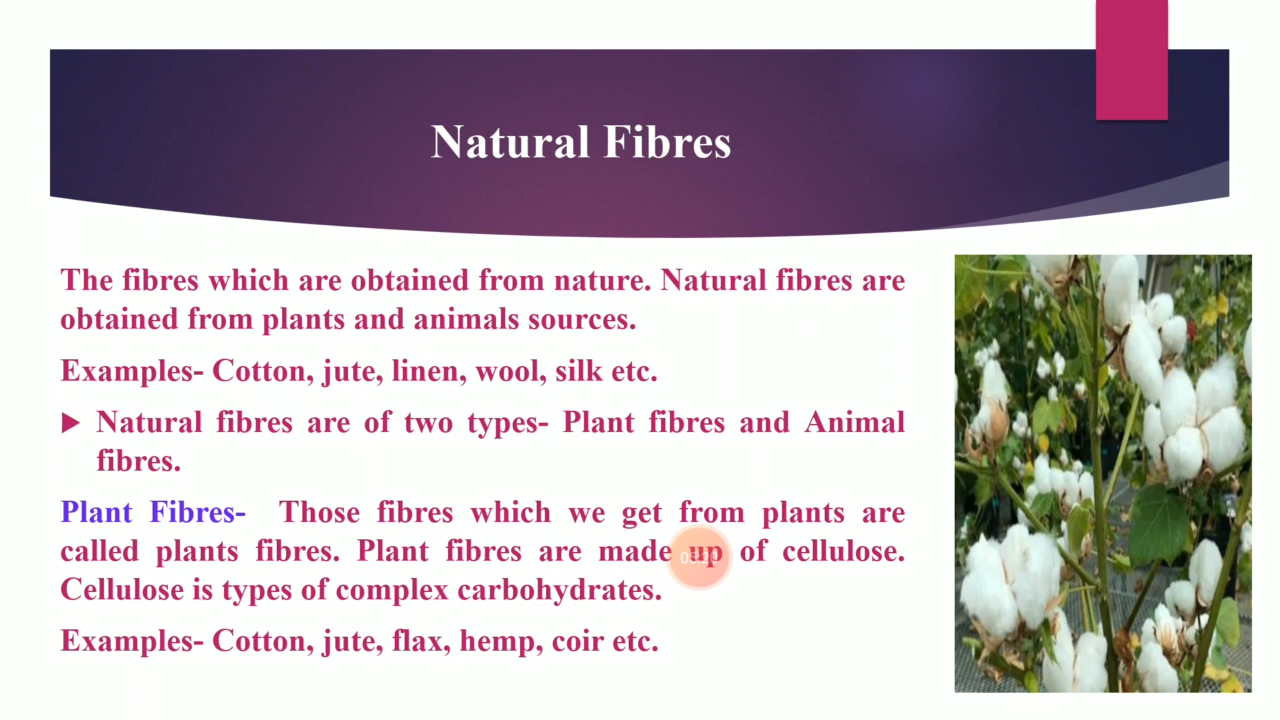 Natural Fibres
The fibres which are obtained from nature. Natural fibres are
obtained from plants and animals sources.
Examples- Cotton, jute, linen, wool, silk etc.
Natural fibres are of two types- Plant fibres and Animal
fibres.
Plant Fibres- Those fibres which we get from plants are
called plants fibres. Plant fibres are made up of cellulose.
Cellulose is types of complex carbohydrates.
Examples- Cotton, jute, flax, hemp, coir etc.